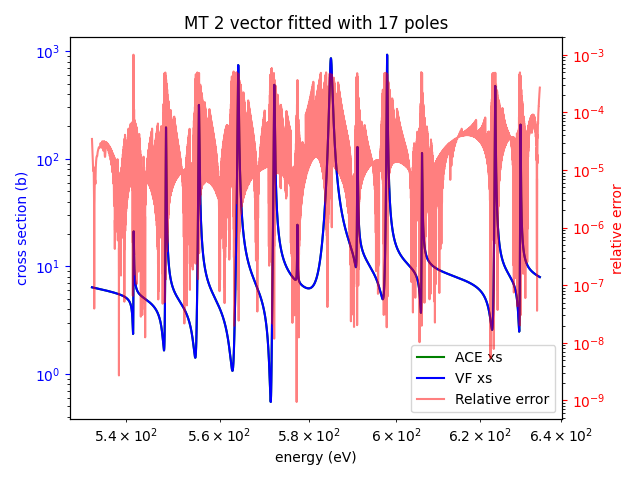 MT 2 vector fitted with 17 poles
cross section (b)
10³
10²
10¹
10⁰
10⁻³
10⁻⁴
10⁻⁵
10⁻⁶
10⁻⁷
10⁻⁸
10⁻⁹
relative error
ACE xs
VF xs
Relative error
5.4 × 10² 5.6 × 10² 5.8 × 10² 6 × 10² 6.2 × 10² 6.4 × 10²
energy (eV)